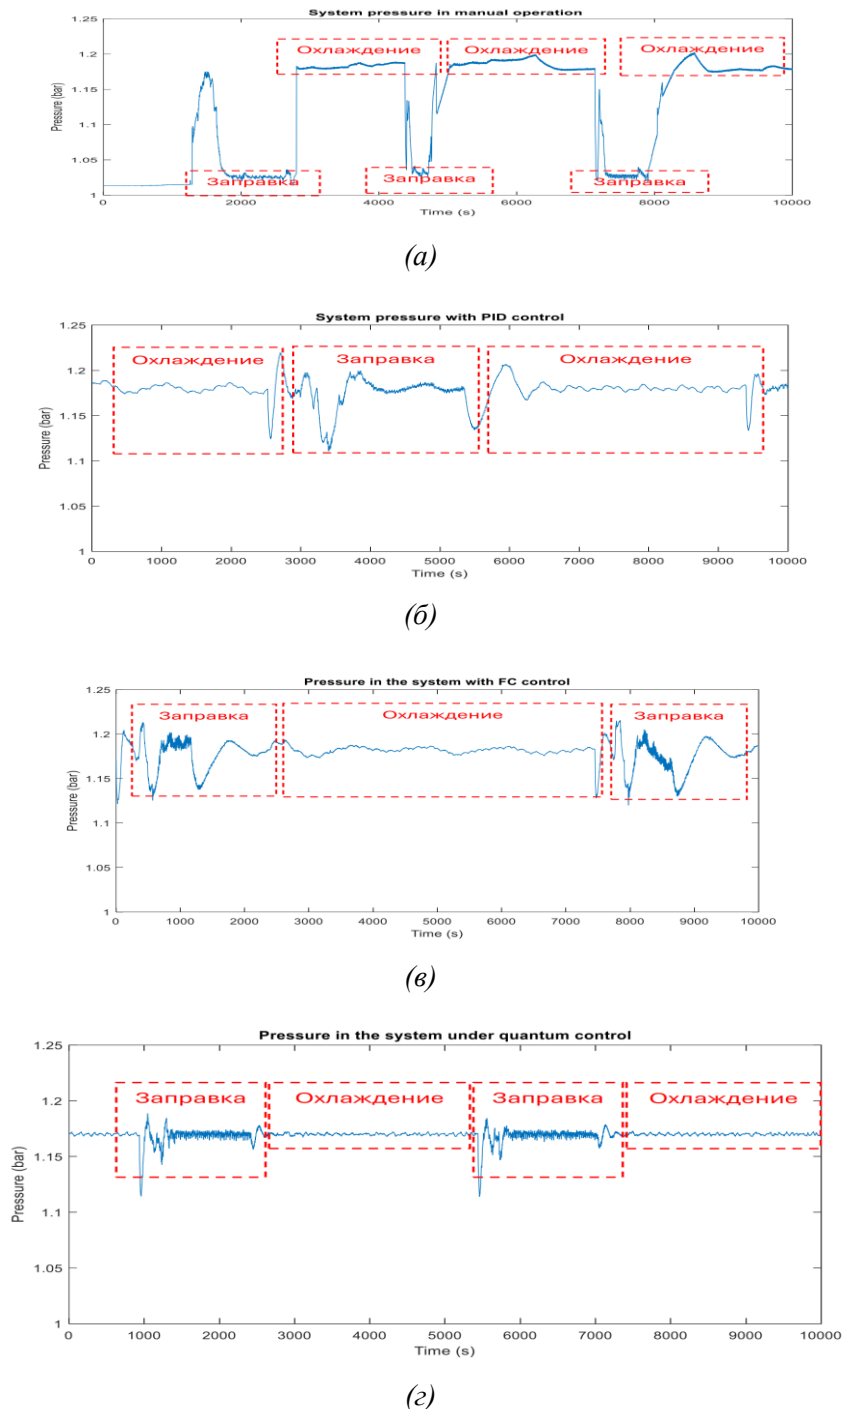 System pressure in manual operation
1.25
1.2
1.15
1.1
1.05
1
Pressure (bar)
Охлаждение
Охлаждение
Охлаждение
Заправка
Заправка
Заправка
0 2000 4000 6000 8000 10000
Time (s)
(а)
System pressure with PID control
1.25
1.2
1.15
1.1
1.05
1
Pressure (bar)
Охлаждение
Заправка
Охлаждение
0 1000 2000 3000 4000 5000 6000 7000 8000 9000 10000
Time (s)
(б)
Pressure in the system with FC control
1.25
1.2
1.15
1.1
1.05
1
Pressure (bar)
Заправка
Охлаждение
Заправка
0 1000 2000 3000 4000 5000 6000 7000 8000 9000 10000
Time (s)
(в)
Pressure in the system under quantum control
1.25
1.2
1.15
1.1
1.05
1
Pressure (bar)
Заправка
Охлаждение
Заправка
Охлаждение
0 1000 2000 3000 4000 5000 6000 7000 8000 9000 10000
Time (s)
(г)